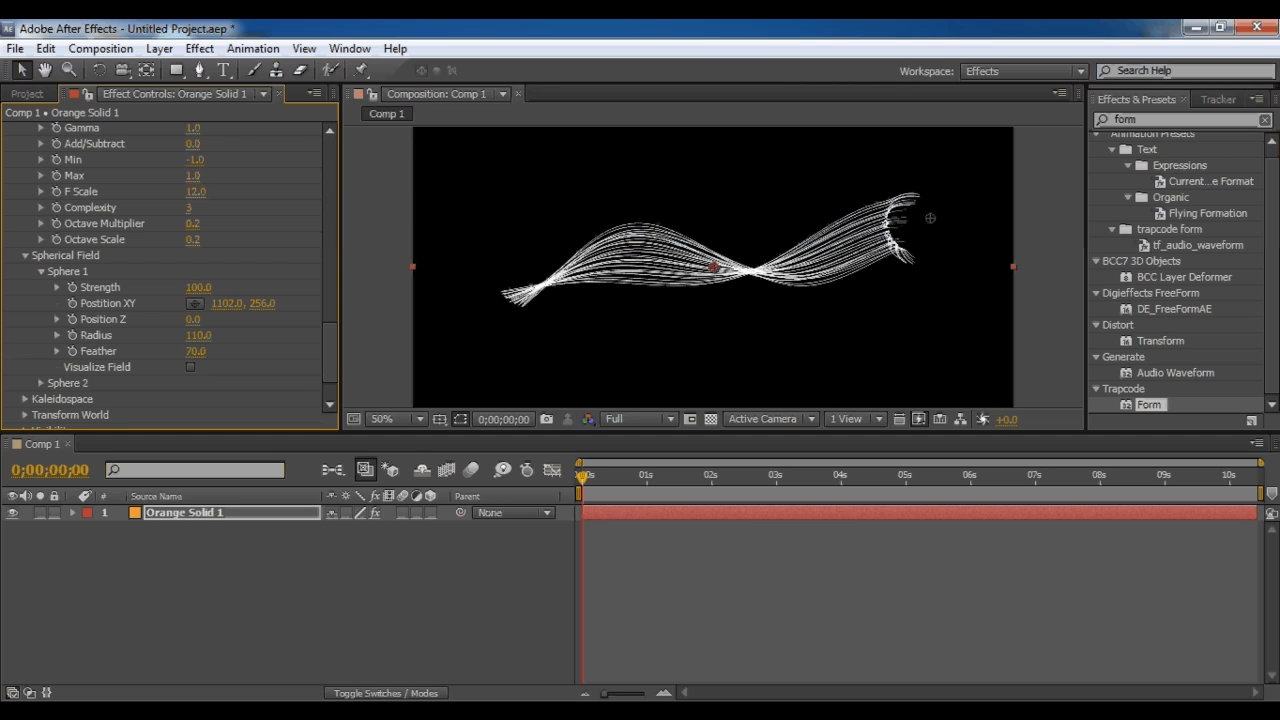 Adobe After Effects - Untitled Project.aep *
File Edit Composition Layer Effect Animation View Window Help
Workspace: Effects Search Help
Project Effect Controls: Orange Solid 1 Composition: Comp 1 Effects & Presets Tracker
Comp 1 • Orange Solid 1
Comp 1
form
Gamma 1.0
Add/Subtract 0.0
Min -1.0
Max 1.0
F Scale 12.0
Complexity 3
Octave Multiplier 0.2
Octave Scale 0.2
Spherical Field
Sphere 1
Strength 100.0
Postition XY 1102.0, 256.0
Position Z 0.0
Radius 110.0
Feather 70.0
Visualize Field
Sphere 2
Kaleidospace
Transform World
Animation Presets
Text
Expressions
Current...e Format
Organic
Flying Formation
trapcode form
tf_audio_waveform
BCC7 3D Objects
BCC Layer Deformer
Digieffects FreeForm
DE_FreeFormAE
Distort
Transform
Generate
Audio Waveform
Trapcode
Form
50% 0;00;00;00 Full Active Camera 1 View +0.0
Comp 1
0;00;00;00
0s 01s 02s 03s 04s 05s 06s 07s 08s 09s 10s
# Source Name Parent
1 Orange Solid 1 None
Toggle Switches / Modes